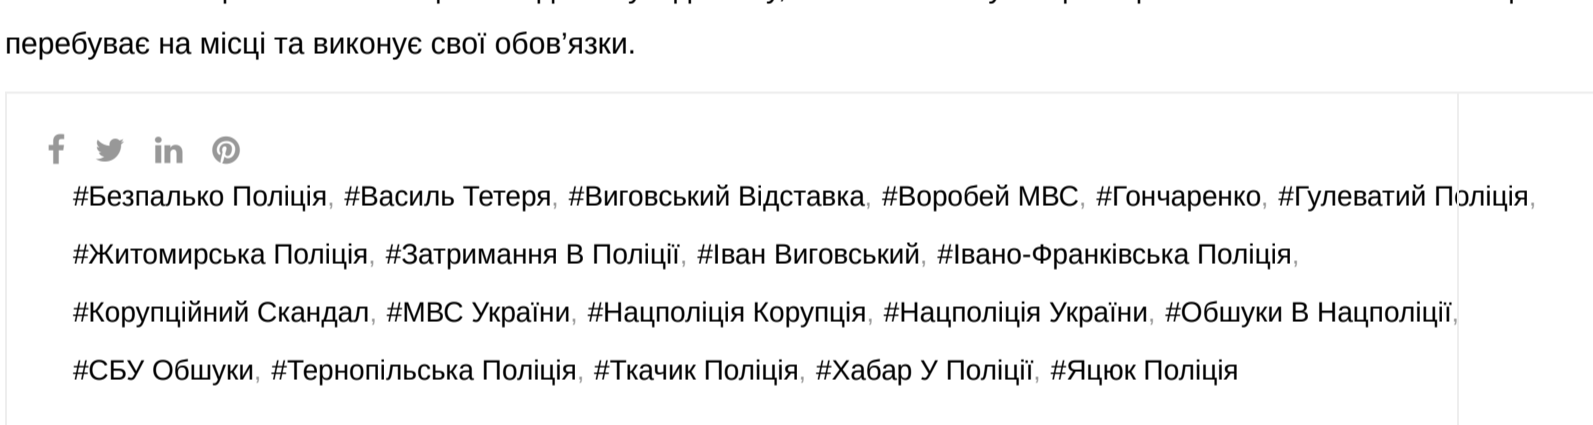 перебуває на місці та виконує свої обов’язки.
#Безпалько Поліція, #Василь Тетеря, #Виговський Відставка, #Воробей МВС, #Гончаренко, #Гулеватий Поліція,
#Житомирська Поліція, #Затримання В Поліції, #Іван Виговський, #Івано-Франківська Поліція,
#Корупційний Скандал, #МВС України, #Нацполіція Корупція, #Нацполіція України, #Обшуки В Нацполіції,
#СБУ Обшуки, #Тернопільська Поліція, #Ткачик Поліція, #Хабар У Поліції, #Яцюк Поліція